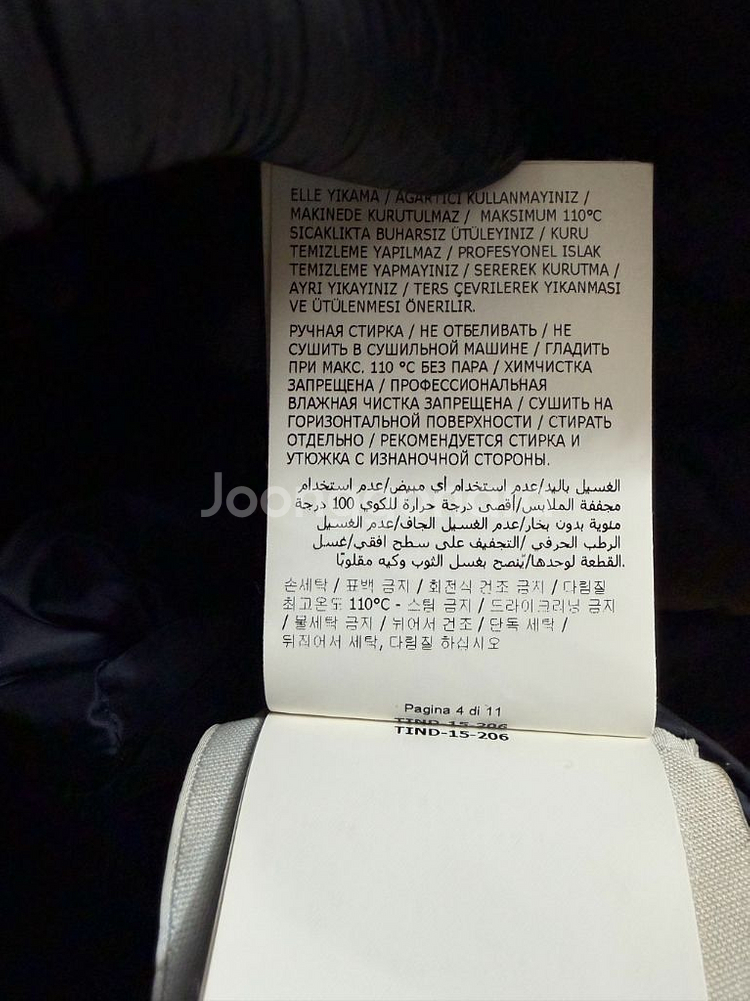 ELLE YIKAMA / AGARTICI KULLANMAYINIZ /
MAKINEDE KURUTULMAZ / MAKSIMUM 110°C
SICAKLIKTA BUHARSIZ ÜTÜLEYINIZ / KURU
TEMIZLEME YAPILMAZ / PROFESYONEL ISLAK
TEMIZLEME YAPMAYINIZ / SEREREK KURUTMA /
AYRI YIKAYINIZ / TERS ÇEVRILEREK YIKANMASI
VE ÜTÜLENMESI ÖNERILIR.
РУЧНАЯ СТИРКА / НЕ ОТБЕЛИВАТЬ / НЕ
СУШИТЬ В СУШИЛЬНОЙ МАШИНЕ / ГЛАДИТЬ
ПРИ МАКС. 110 °C БЕЗ ПАРА / ХИМЧИСТКА
ЗАПРЕЩЕНА / ПРОФЕССИОНАЛЬНАЯ
ВЛАЖНАЯ ЧИСТКА ЗАПРЕЩЕНА / СУШИТЬ НА
ГОРИЗОНТАЛЬНОЙ ПОВЕРХНОСТИ / СТИРАТЬ
ОТДЕЛЬНО / РЕКОМЕНДУЕТСЯ СТИРКА И
УТЮЖКА С ИЗНАНОЧНОЙ СТОРОНЫ.
الغسيل باليد/عدم استخدام أي مبيض/عدم استخدام
مجففة الملابس/أقصى درجة حرارة للكوي 100 درجة
مئوية بدون بخار/عدم الغسيل الجاف/عدم الغسيل
الرطب الحرفي /التجفيف على سطح افقي/غسل
القطعة لوحدها/يُنصح بغسل الثوب وكيه مقلوبًا.
손세탁 / 표백 금지 / 회전식 건조 금지 / 다림질
최고온도 110°C - 스팀 금지 / 드라이크리닝 금지
/ 물세탁 금지 / 뉘어서 건조 / 단독 세탁 /
뒤집어서 세탁, 다림질 하십시오
Pagina 4 di 11
TIND-15-206
TIND-15-206